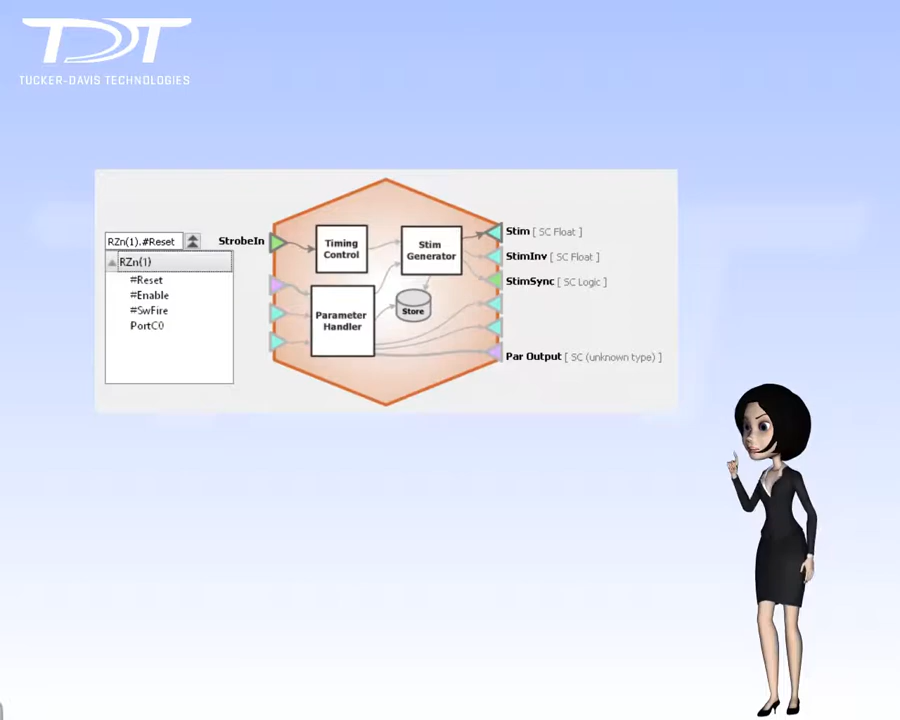 TDT
TUCKER-DAVIS TECHNOLOGIES
RZn(1).#Reset
RZn(1)
#Reset
#Enable
#SwFire
PortC0
StrobeIn
Timing
Control
Stim
Generator
Parameter
Handler
Store
Stim [ SC Float ]
StimInv [ SC Float ]
StimSync [ SC Logic ]
Par Output [ SC (unknown type) ]